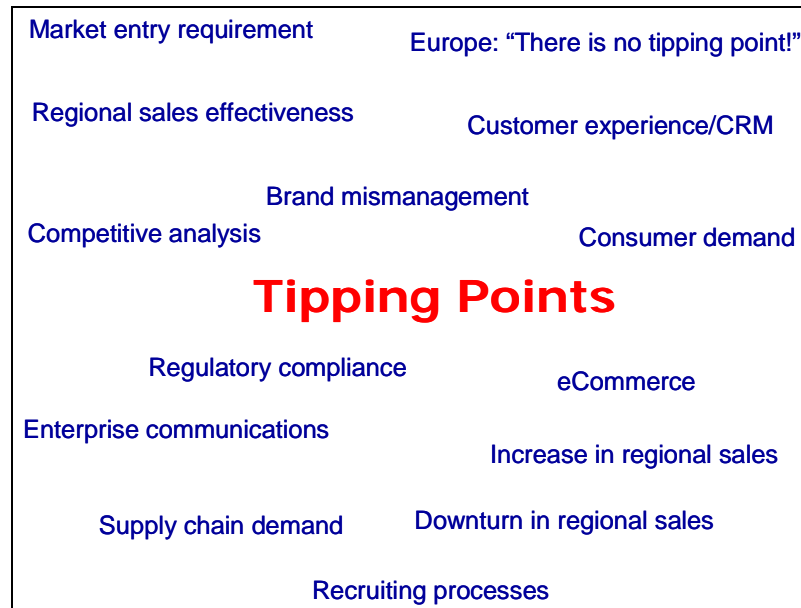 Market entry requirement
Europe: “There is no tipping point!”
Regional sales effectiveness
Customer experience/CRM
Brand mismanagement
Competitive analysis
Consumer demand
Tipping Points
Regulatory compliance
eCommerce
Enterprise communications
Increase in regional sales
Supply chain demand
Downturn in regional sales
Recruiting processes